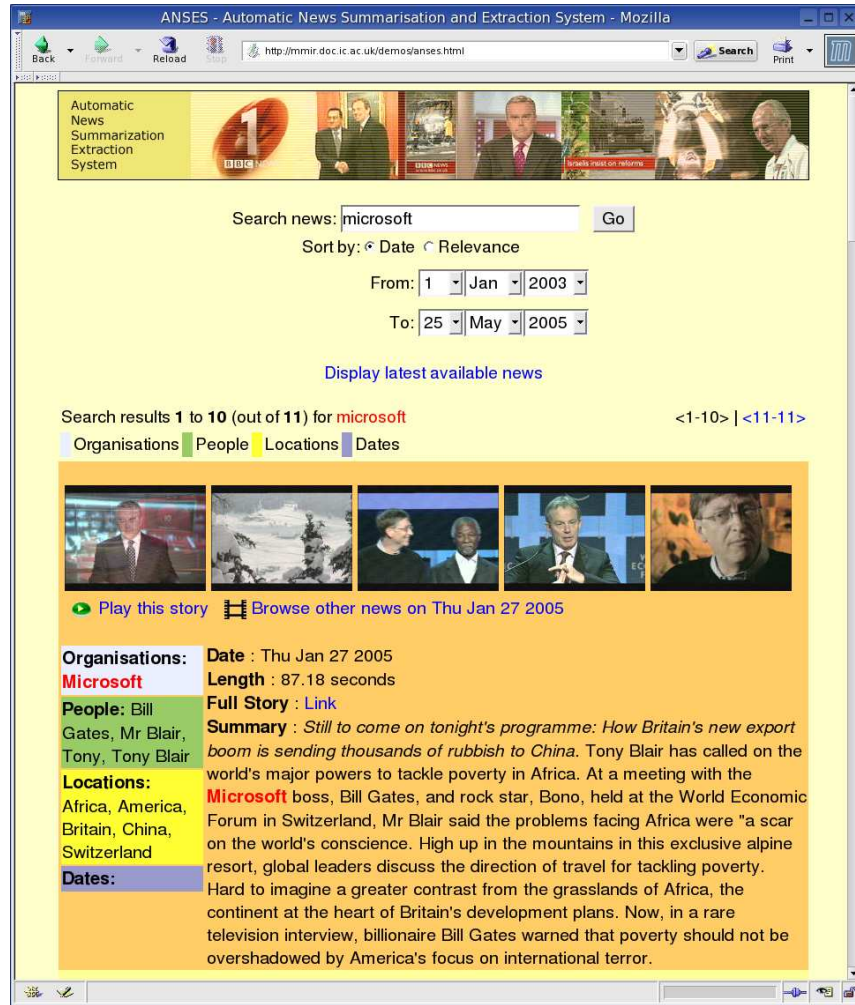 ANSES - Automatic News Summarisation and Extraction System - Mozilla
Back
Forward
Reload
Stop
http://mmir.doc.ic.ac.uk/demos/anses.html
Search
Print
Automatic
News
Summarization
Extraction
System
1
BBC NEWS
BBC NEWS
Israelis insist on reforms
Search news: microsoft Go
Sort by: Date Relevance
From: 1 Jan 2003
To: 25 May 2005
Display latest available news
Search results 1 to 10 (out of 11) for microsoft <1-10> | <11-11>
Organisations People Locations Dates
Play this story Browse other news on Thu Jan 27 2005
Organisations:
Microsoft
People: Bill
Gates, Mr Blair,
Tony, Tony Blair
Locations:
Africa, America,
Britain, China,
Switzerland
Dates:
Date : Thu Jan 27 2005
Length : 87.18 seconds
Full Story : Link
Summary : Still to come on tonight's programme: How Britain's new export
boom is sending thousands of rubbish to China. Tony Blair has called on the
world's major powers to tackle poverty in Africa. At a meeting with the
Microsoft boss, Bill Gates, and rock star, Bono, held at the World Economic
Forum in Switzerland, Mr Blair said the problems facing Africa were "a scar
on the world's conscience. High up in the mountains in this exclusive alpine
resort, global leaders discuss the direction of travel for tackling poverty.
Hard to imagine a greater contrast from the grasslands of Africa, the
continent at the heart of Britain's development plans. Now, in a rare
television interview, billionaire Bill Gates warned that poverty should not be
overshadowed by America's focus on international terror.